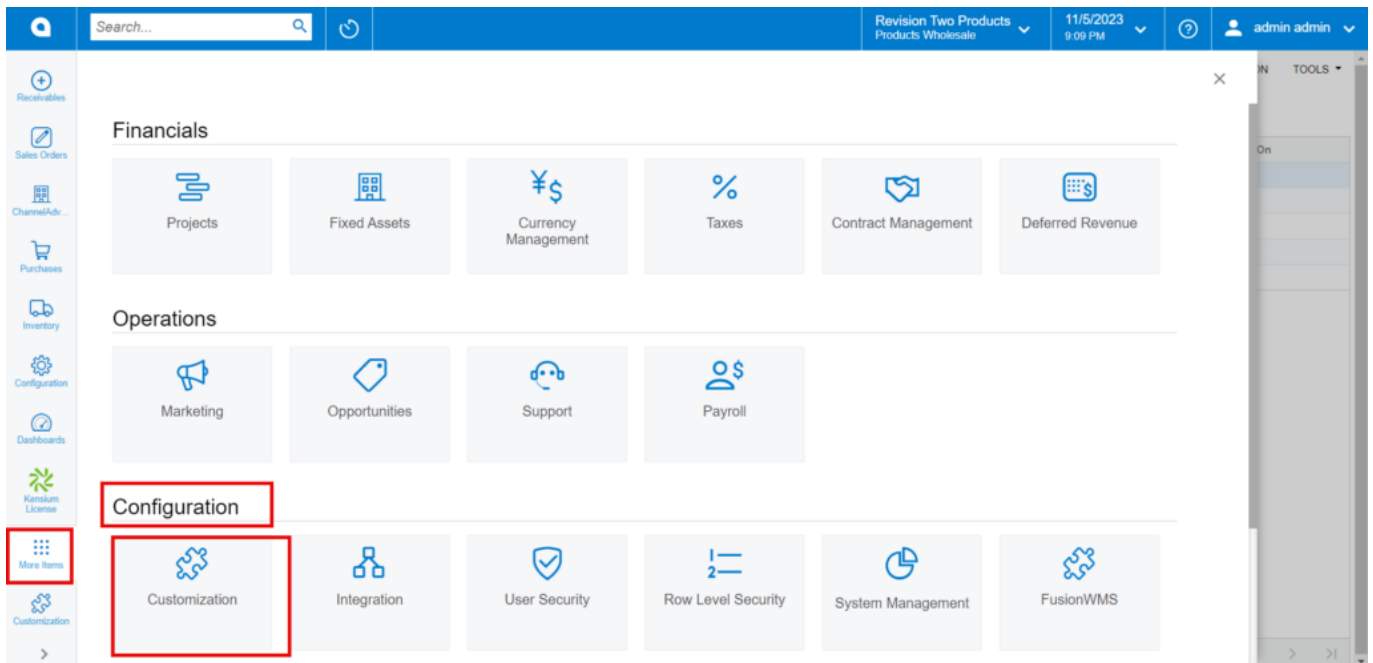 Search...
Revision Two Products
Products Wholesale
11/5/2023
9:09 PM
admin admin
Receivables
Sales Orders
ChannelAdv...
Purchases
Inventory
Configuration
Dashboards
Kensium
License
More Items
Customization
TOOLS
On
Financials
Projects
Fixed Assets
¥$
Currency
Management
%
Taxes
Contract Management
Deferred Revenue
Operations
Marketing
Opportunities
Support
Payroll
Configuration
Customization
Integration
User Security
Row Level Security
System Management
FusionWMS